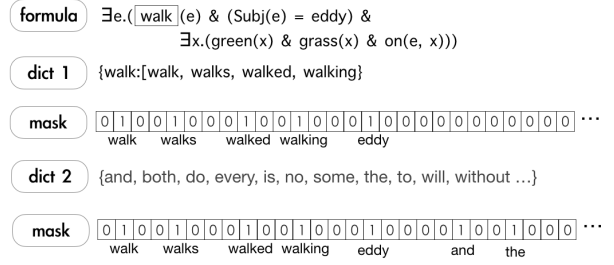 formula ∃e.( walk (e) & (Subj(e) = eddy) &
∃x.(green(x) & grass(x) & on(e, x)))
dict 1 {walk:[walk, walks, walked, walking}
mask 0 1 0 0 1 0 0 0 1 0 0 1 0 0 0 1 0 0 0 0 0 0 0 0 0 0 0 ...
walk walks walked walking eddy
dict 2 {and, both, do, every, is, no, some, the, to, will, without ...}
mask 0 1 0 0 1 0 0 0 1 0 0 1 0 0 0 1 0 0 0 0 1 0 0 1 0 0 0 ...
walk walks walked walking eddy and the